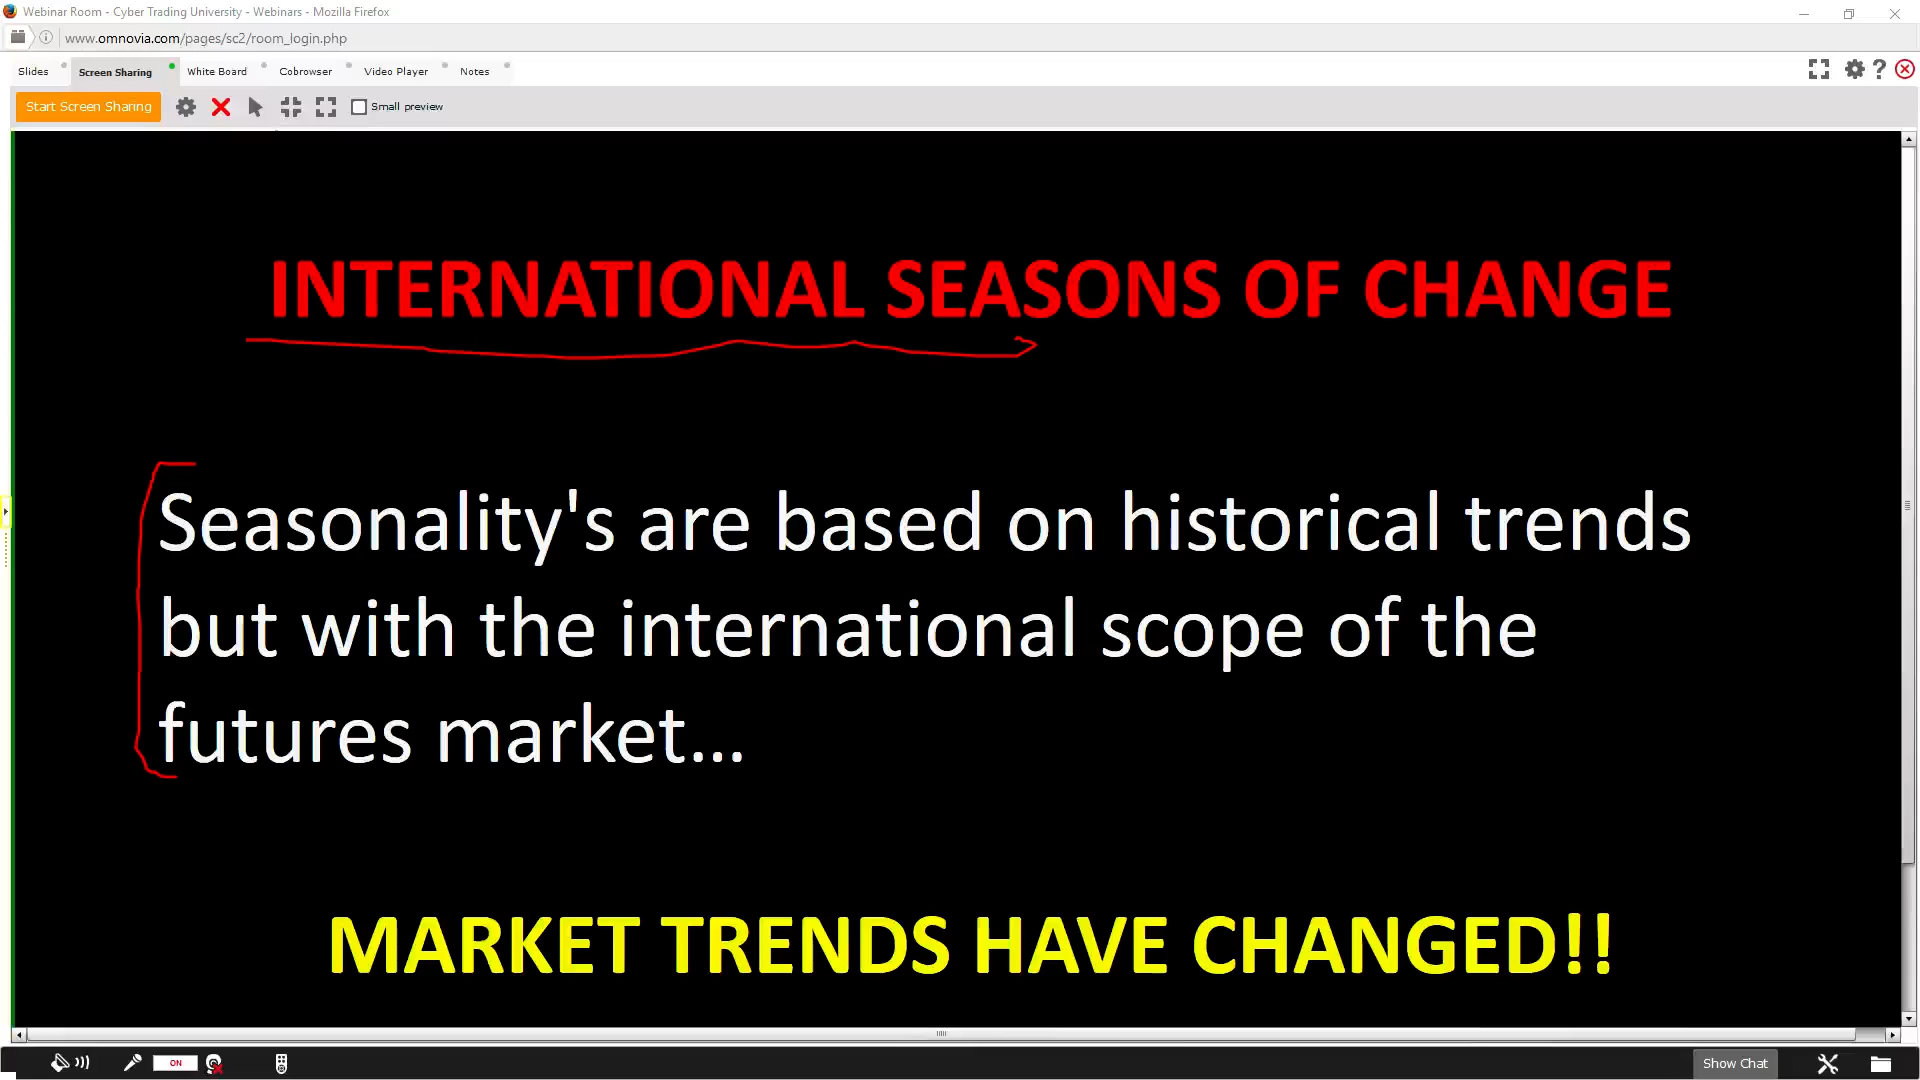 Webinar Room - Cyber Trading University - Webinars - Mozilla Firefox
www.omnovia.com/pages/sc2/room_login.php
Slides Screen Sharing White Board Cobrowser Video Player Notes
Start Screen Sharing Small preview
INTERNATIONAL SEASONS OF CHANGE
Seasonality's are based on historical trends
but with the international scope of the
futures market...
MARKET TRENDS HAVE CHANGED!!
ON Show Chat